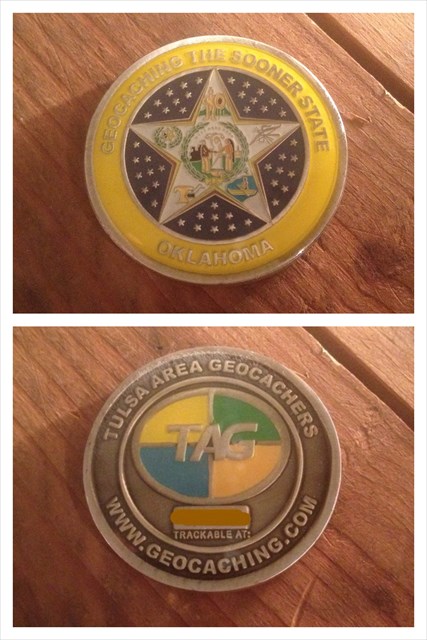 GEOCACHING THE SOONER STATE
OKLAHOMA
TULSA AREA GEOCACHERS
TAG
TRACKABLE AT:
WWW.GEOCACHING.COM